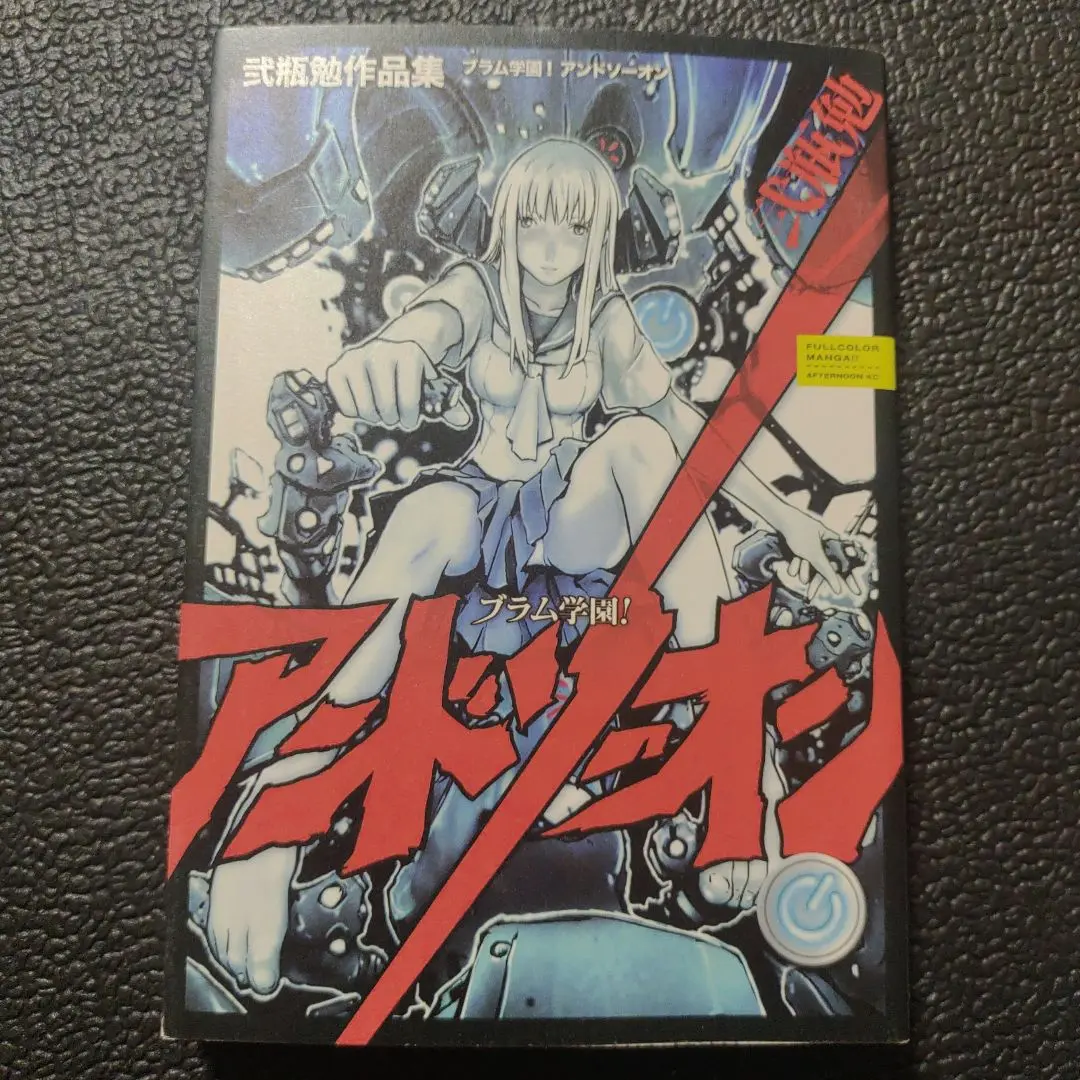 弐瓶勉作品集 ブラム学園！アンドソーオン
弐瓶勉
FULLCOLOR
MANGA!!
AFTERNOON KC
ブラム学園！
アンドソーオン